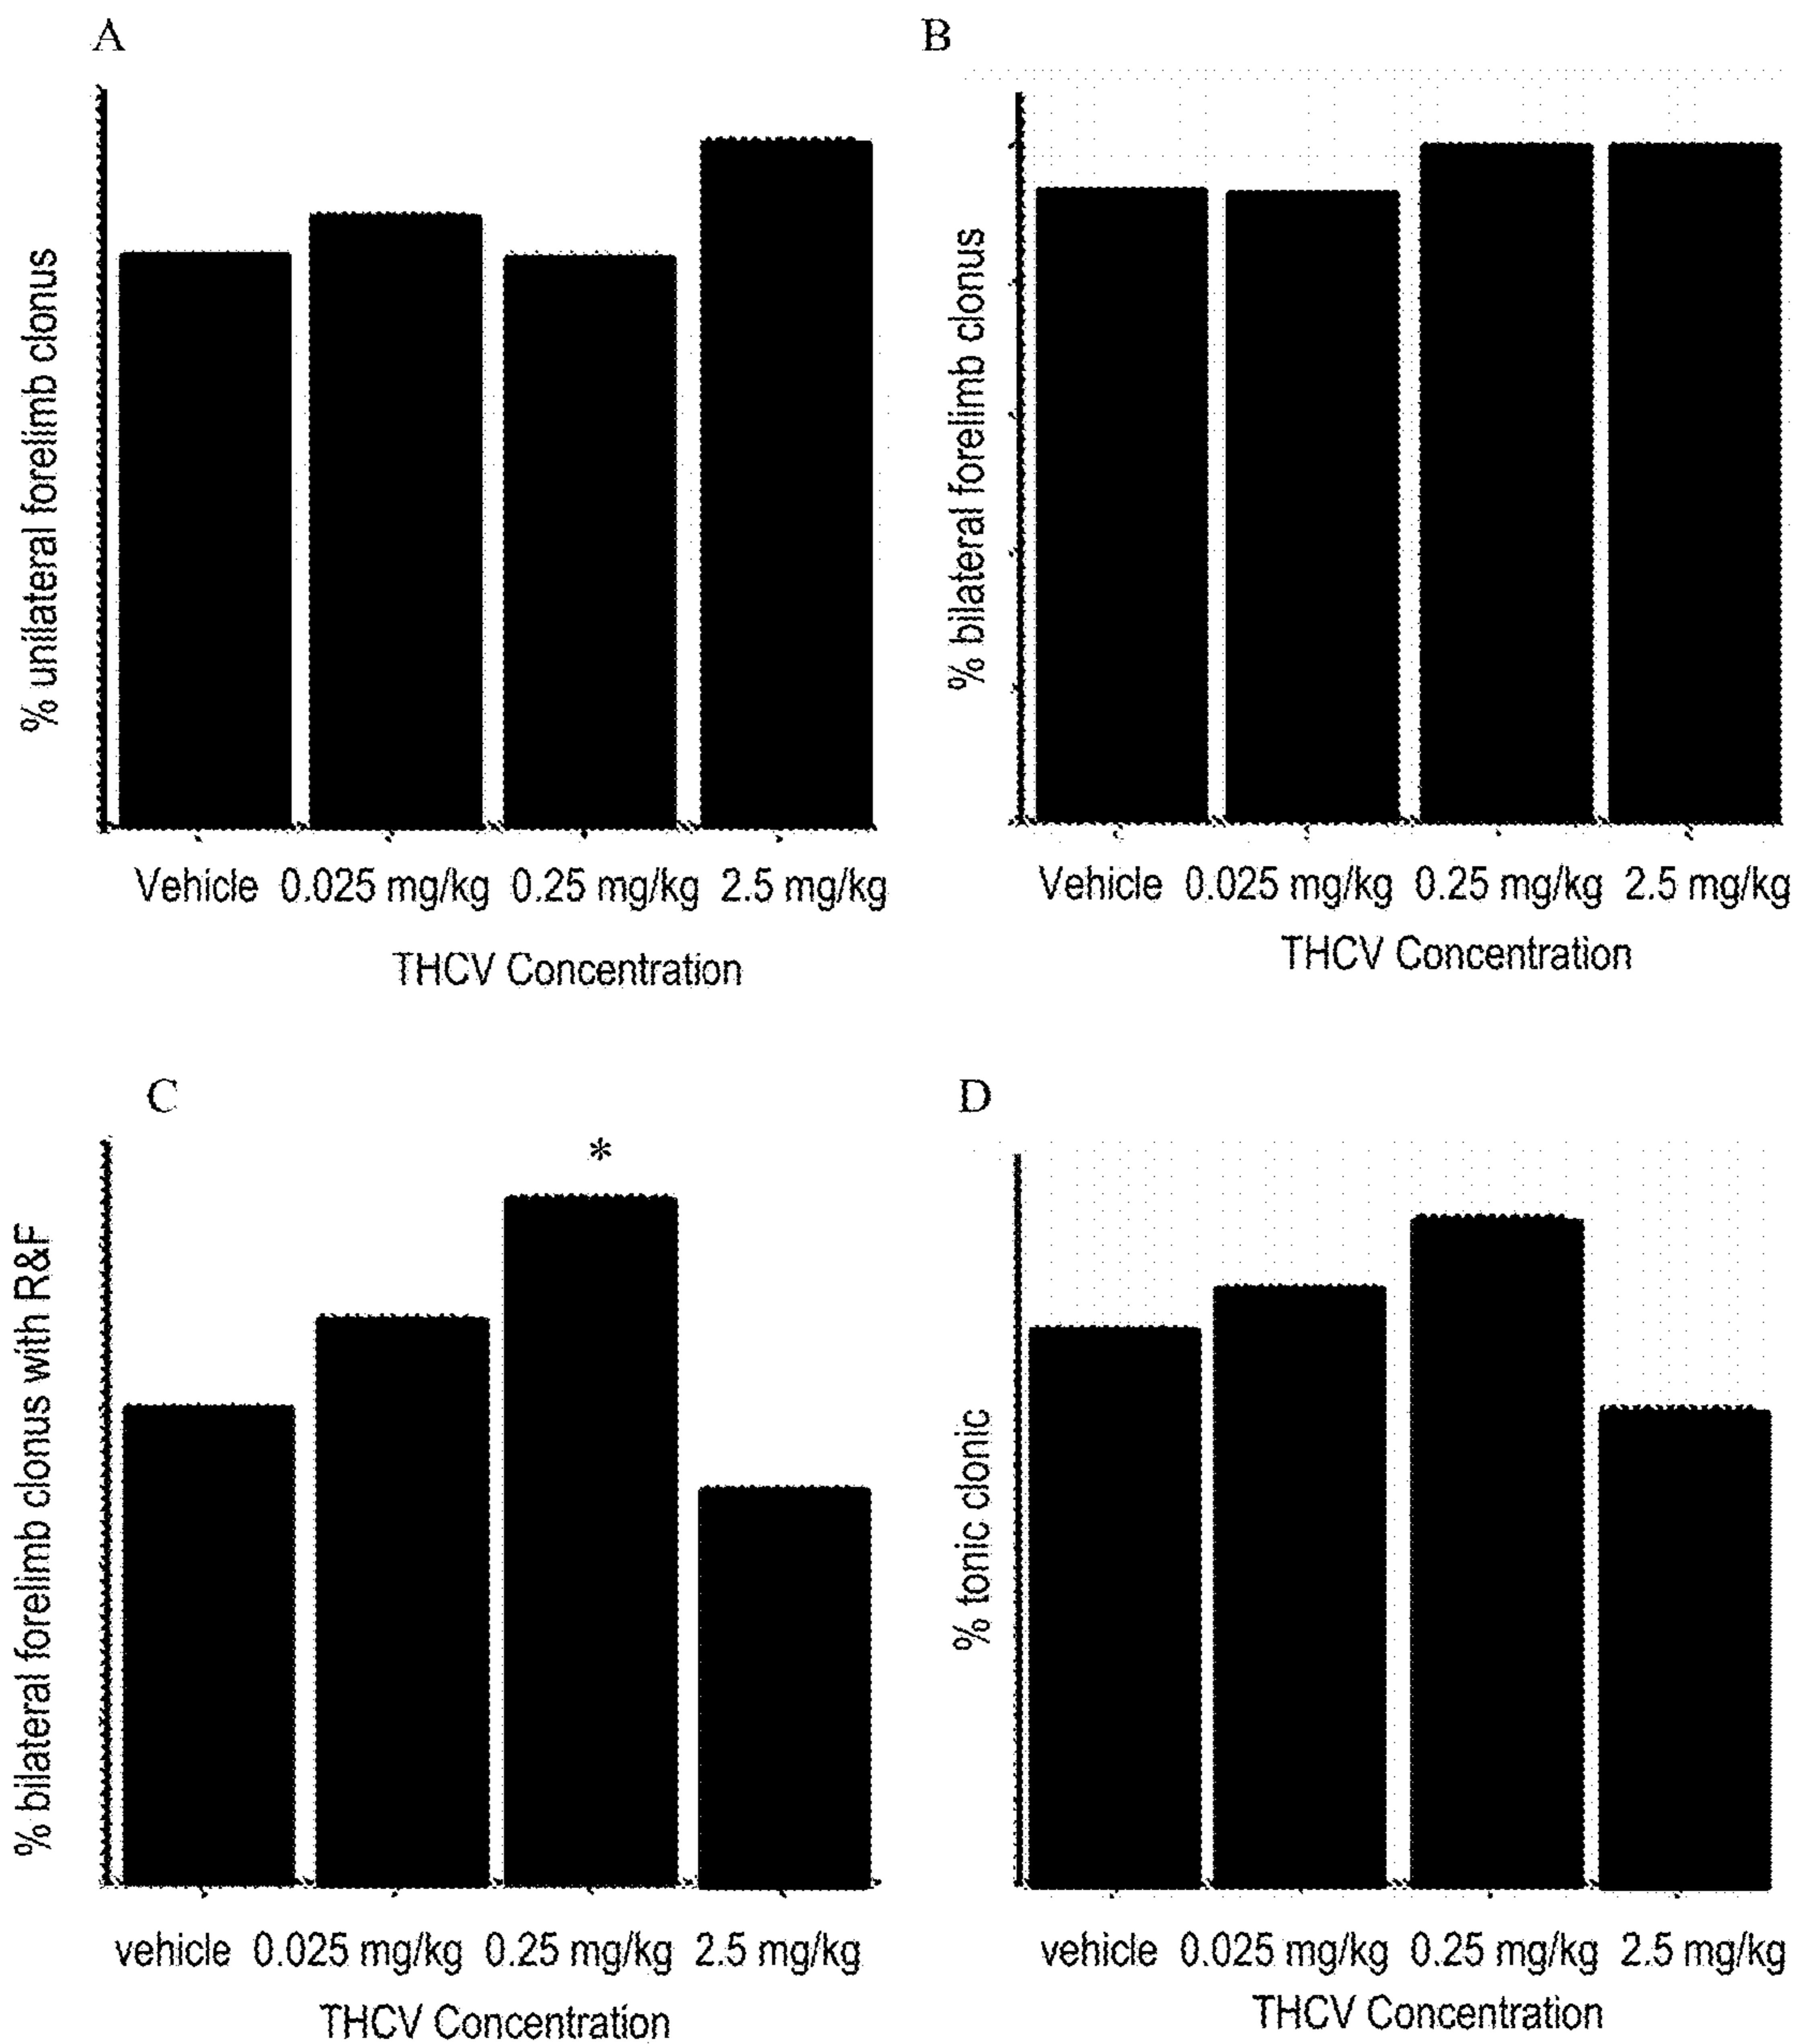 A
% unilateral forelimb clonus
Vehicle 0.025 mg/kg 0.25 mg/kg 2.5 mg/kg
THCV Concentration
B
% bilateral forelimb clonus
Vehicle 0.025 mg/kg 0.25 mg/kg 2.5 mg/kg
THCV Concentration
C
*
% bilateral forelimb clonus with R&F
vehicle 0.025 mg/kg 0.25 mg/kg 2.5 mg/kg
THCV Concentration
D
% tonic clonic
vehicle 0.025 mg/kg 0.25 mg/kg 2.5 mg/kg
THCV Concentration